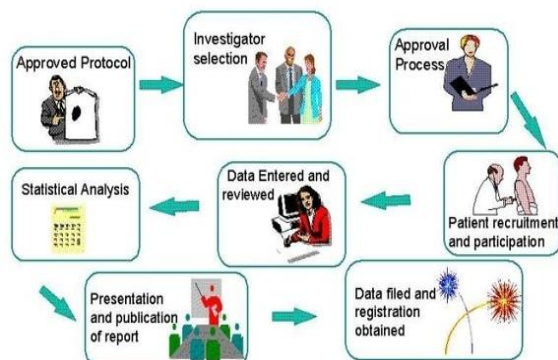 Approved Protocol
Investigator
selection
Approval
Process
Patient recruitment
and participation
Data Entered and
reviewed
Statistical Analysis
Presentation
and publication
of report
Data filed and
registration
obtained